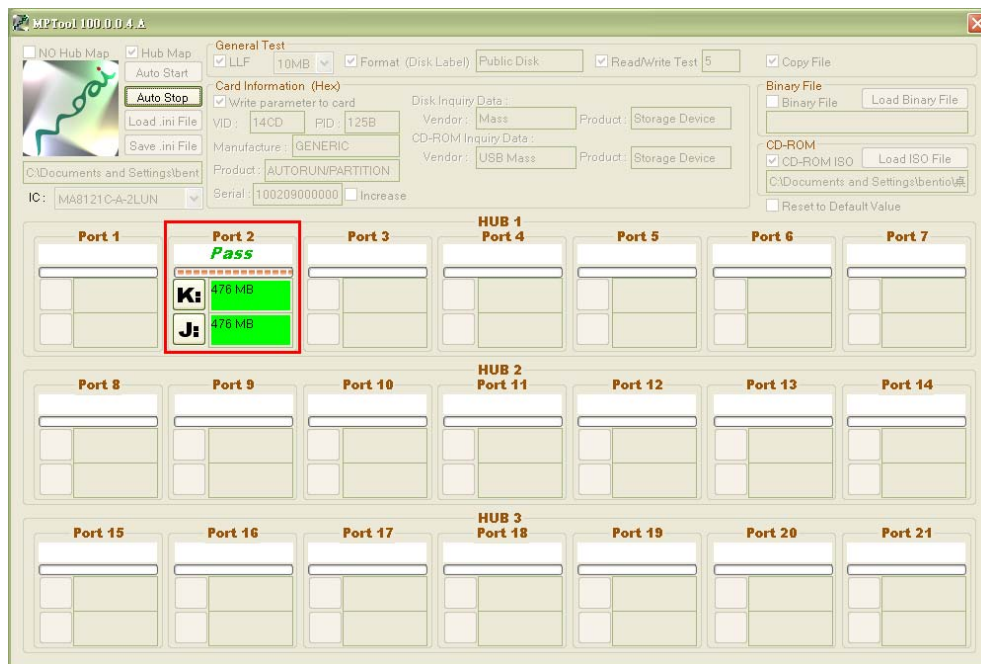 MPTool 100.0.0.4.A
NO Hub Map
Hub Map
Auto Start
Auto Stop
Load .ini File
Save .ini File
C:\Documents and Settings\bent
IC: MA8121C-A-2LUN
General Test
LLF 10MB Format (Disk Label) Public Disk Read/Write Test 5 Copy File
Card Information (Hex)
Write parameter to card
VID: 14CD PID: 125B
Manufacture: GENERIC
Product: AUTORUN/PARTITION
Serial: 100209000000 Increase
Disk Inquiry Data:
Vendor: Mass Product: Storage Device
CD-ROM Inquiry Data:
Vendor: USB Mass Product: Storage Device
Binary File
Binary File Load Binary File
CD-ROM
CD-ROM ISO Load ISO File
C:\Documents and Settings\bentio\桌
Reset to Default Value
HUB 1
Port 1 Port 2 Port 3 Port 4 Port 5 Port 6 Port 7
Pass
K: 476 MB
J: 476 MB
HUB 2
Port 8 Port 9 Port 10 Port 11 Port 12 Port 13 Port 14
HUB 3
Port 15 Port 16 Port 17 Port 18 Port 19 Port 20 Port 21